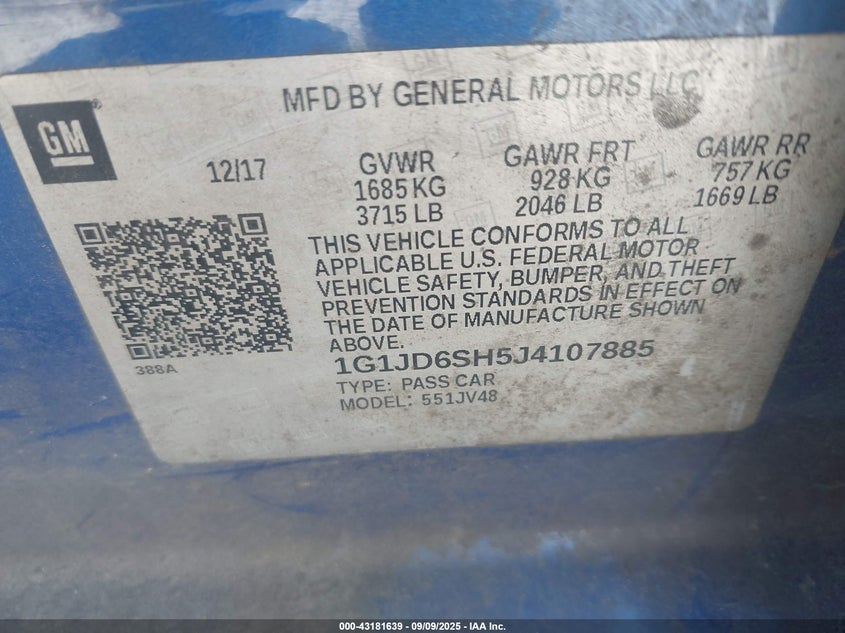 MFD BY GENERAL MOTORS LLC
GM
12/17
GVWR
1685 KG
3715 LB
GAWR FRT
928 KG
2046 LB
GAWR RR
757 KG
1669 LB
THIS VEHICLE CONFORMS TO ALL
APPLICABLE U.S. FEDERAL MOTOR
VEHICLE SAFETY, BUMPER, AND THEFT
PREVENTION STANDARDS IN EFFECT ON
THE DATE OF MANUFACTURE SHOWN
ABOVE.
388A
1G1JD6SH5J4107885
TYPE: PASS CAR
MODEL: 551JV48
000-43181639 - 09/09/2025 - IAA Inc.